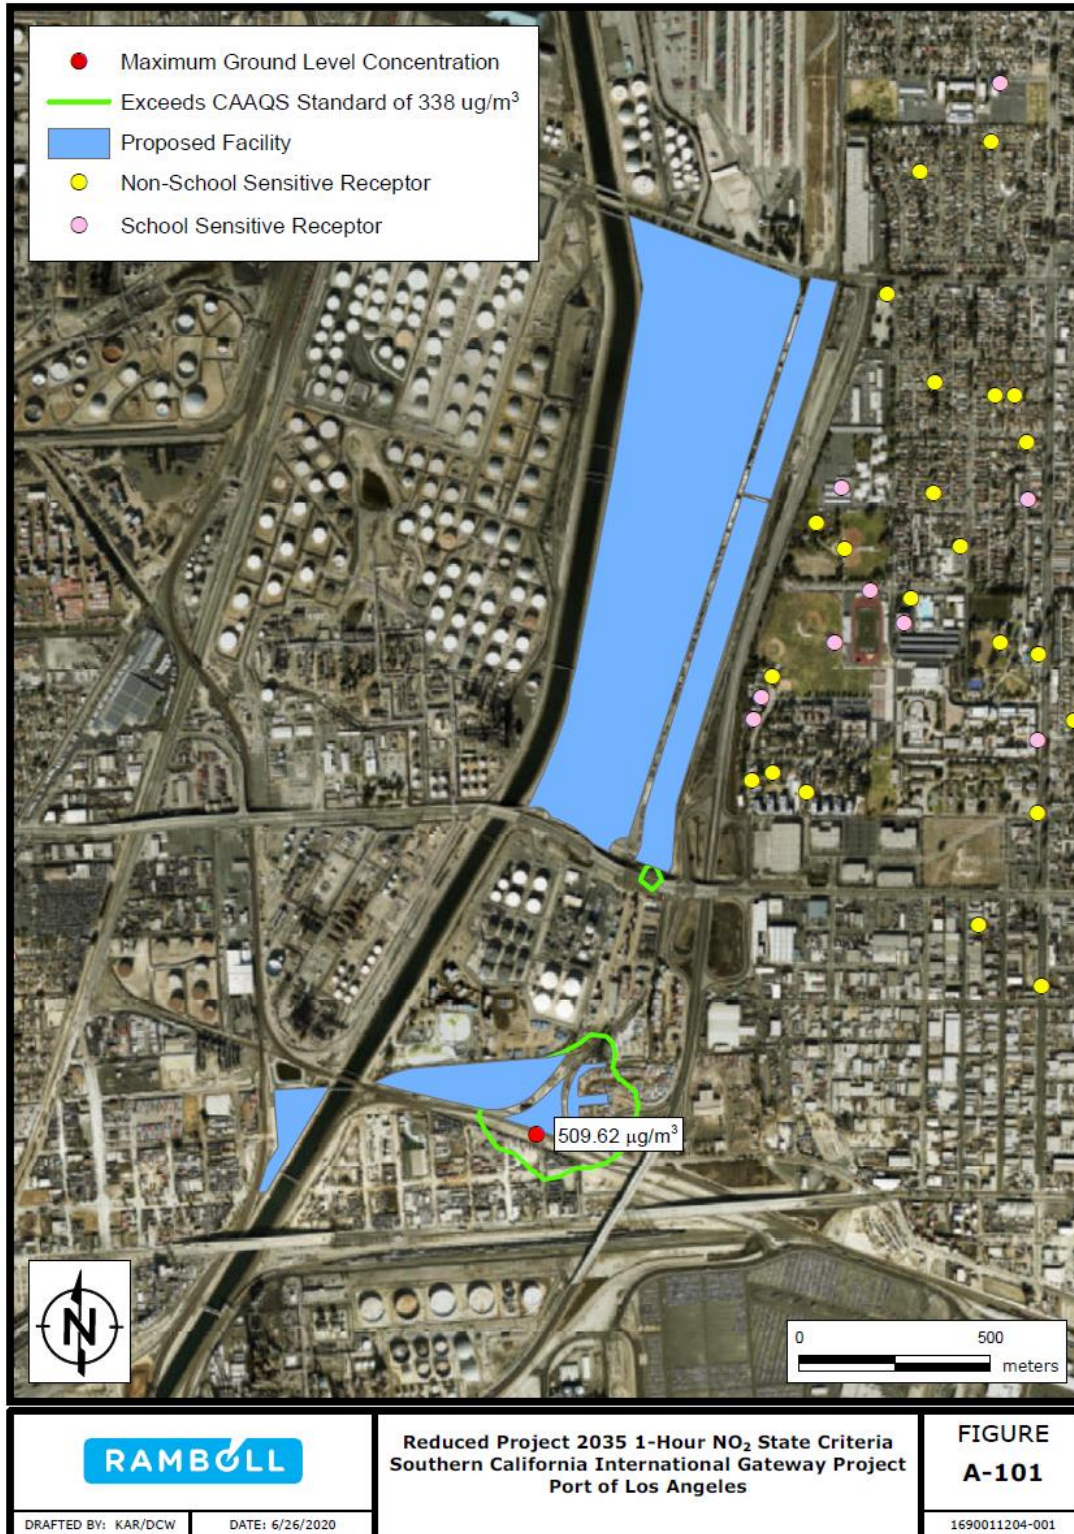 Maximum Ground Level Concentration
Exceeds CAAQS Standard of 338 ug/m³
Proposed Facility
Non-School Sensitive Receptor
School Sensitive Receptor
509.62 µg/m³
N
0 500
meters
RAMBOLL
DRAFTED BY: KAR/DCW
DATE: 6/26/2020
Reduced Project 2035 1-Hour NO₂ State Criteria
Southern California International Gateway Project
Port of Los Angeles
FIGURE
A-101
1690011204-001